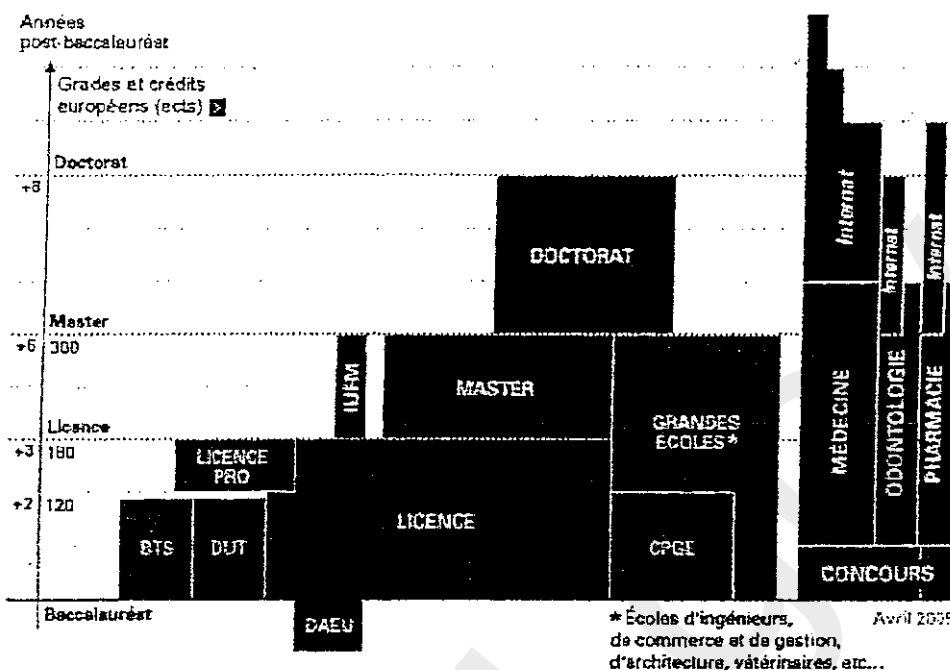 Années
post-baccalauréat
Grades et crédits
européens (ects) >
Doctorat
+8
DOCTORAT
Internat
Internat
Internat
Master
+5 300
IUFM
MASTER
GRANDES
ÉCOLES*
MÉDECINE
ODONTOLOGIE
PHARMACIE
Licence
+3 180
LICENCE
PRO
+2 120
BTS
DUT
LICENCE
CPGE
CONCOURS
Baccalauréat
DAEU
* Écoles d'ingénieurs,
de commerce et de gestion,
d'architecture, vétérinaires, etc...
Avril 2005